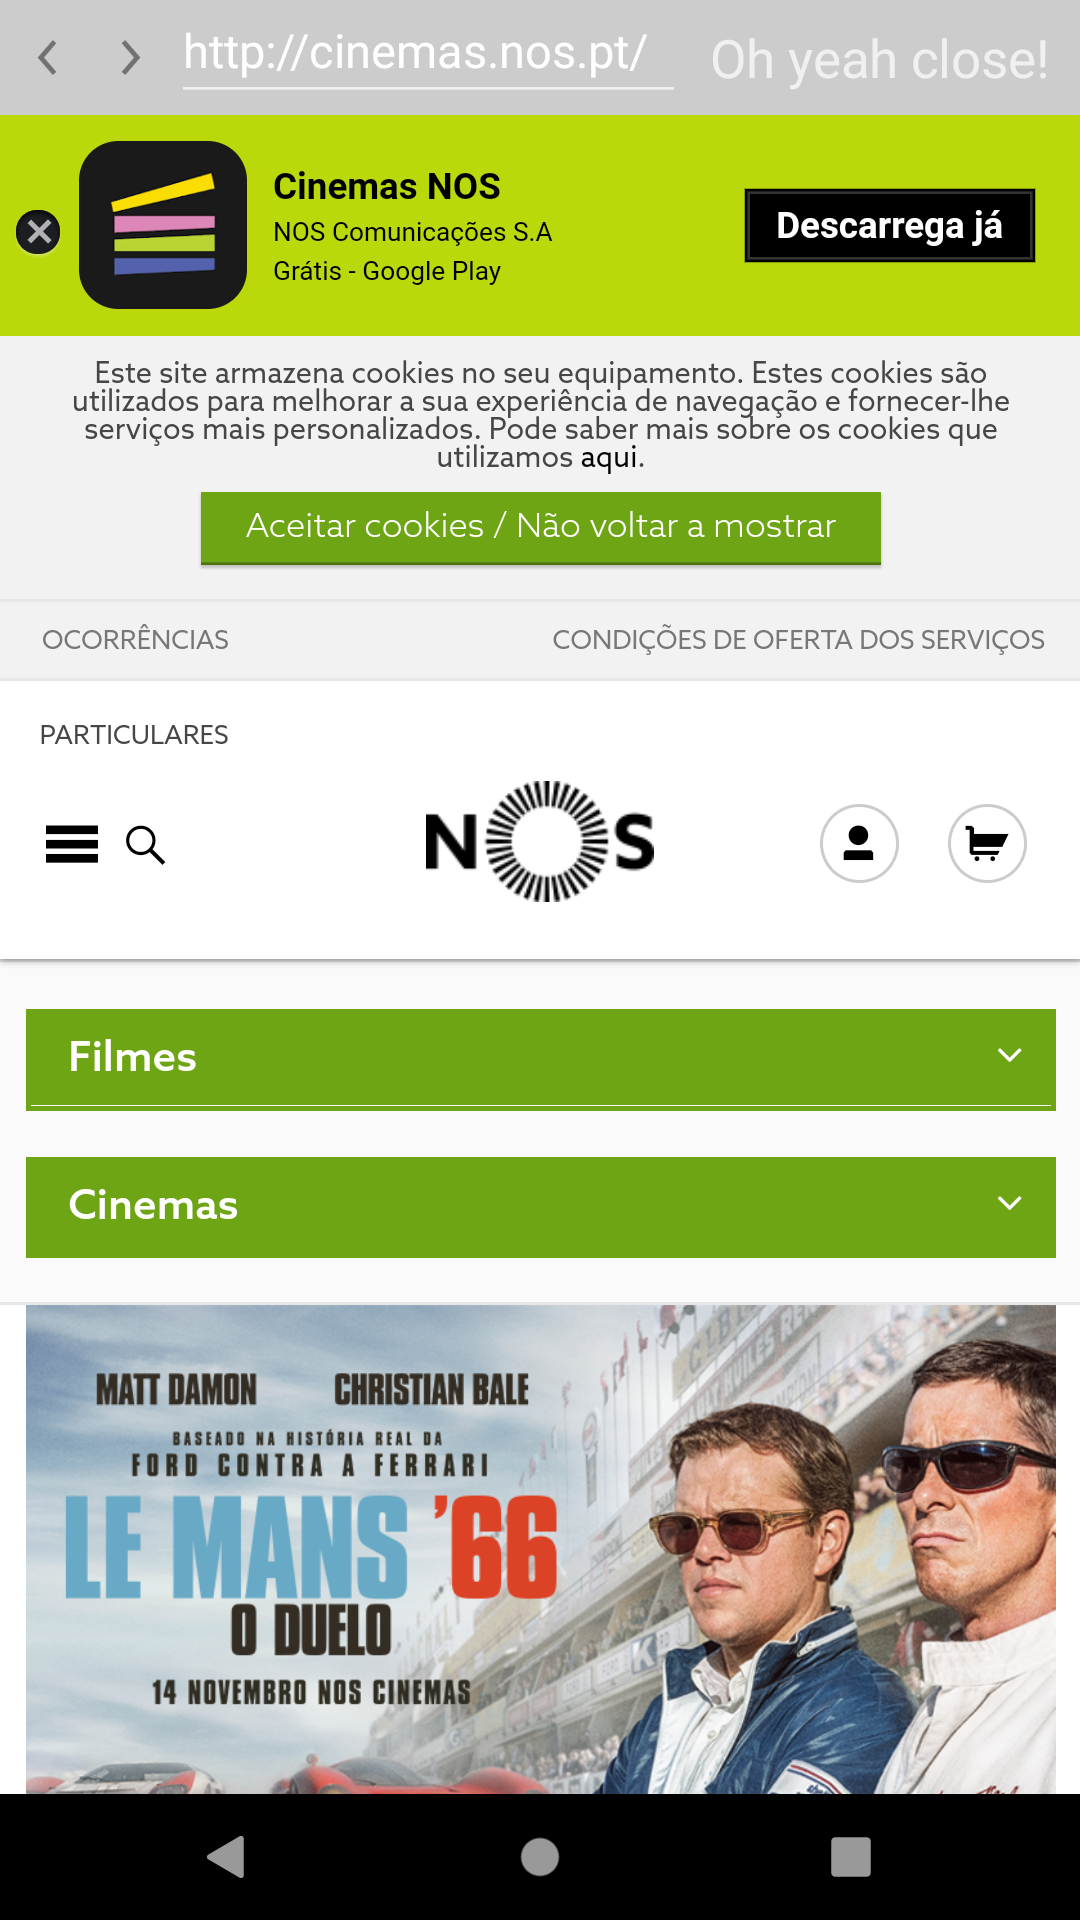 http://cinemas.nos.pt/
Oh yeah close!
Cinemas NOS
NOS Comunicações S.A
Grátis - Google Play
Descarrega já
Este site armazena cookies no seu equipamento. Estes cookies são
utilizados para melhorar a sua experiência de navegação e fornecer-lhe
serviços mais personalizados. Pode saber mais sobre os cookies que
utilizamos aqui.
Aceitar cookies / Não voltar a mostrar
OCORRÊNCIAS
CONDIÇÕES DE OFERTA DOS SERVIÇOS
PARTICULARES
NOS
Filmes
Cinemas
MATT DAMON CHRISTIAN BALE
BASEADO NA HISTÓRIA REAL DA
FORD CONTRA A FERRARI
LE MANS '66
O DUELO
14 NOVEMBRO NOS CINEMAS